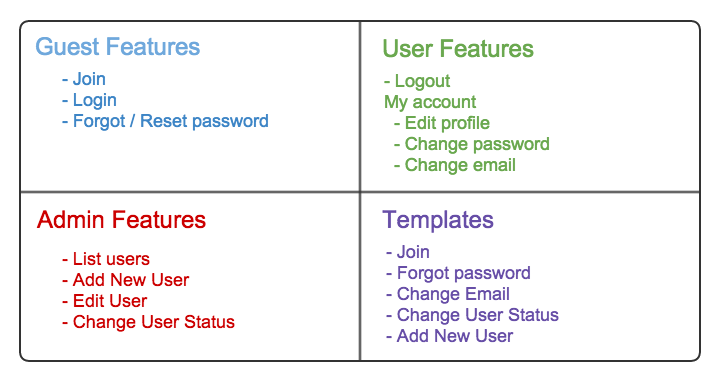 Guest Features
- Join
- Login
- Forgot / Reset password
User Features
- Logout
My account
- Edit profile
- Change password
- Change email
Admin Features
- List users
- Add New User
- Edit User
- Change User Status
Templates
- Join
- Forgot password
- Change Email
- Change User Status
- Add New User